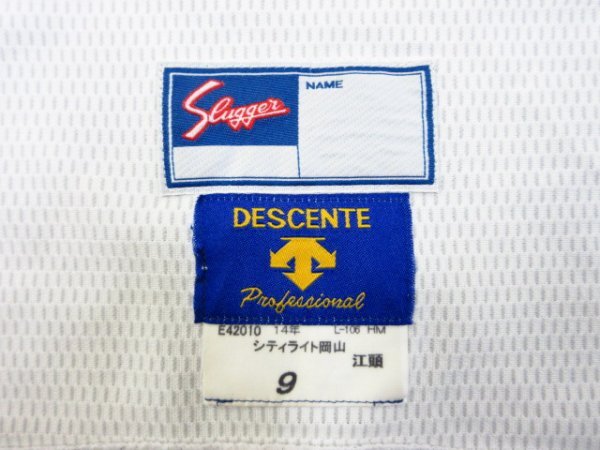 Slugger
NAME
DESCENTE
Professional
E42010 14年 L-106 HM
シティライト岡山
江頭
9